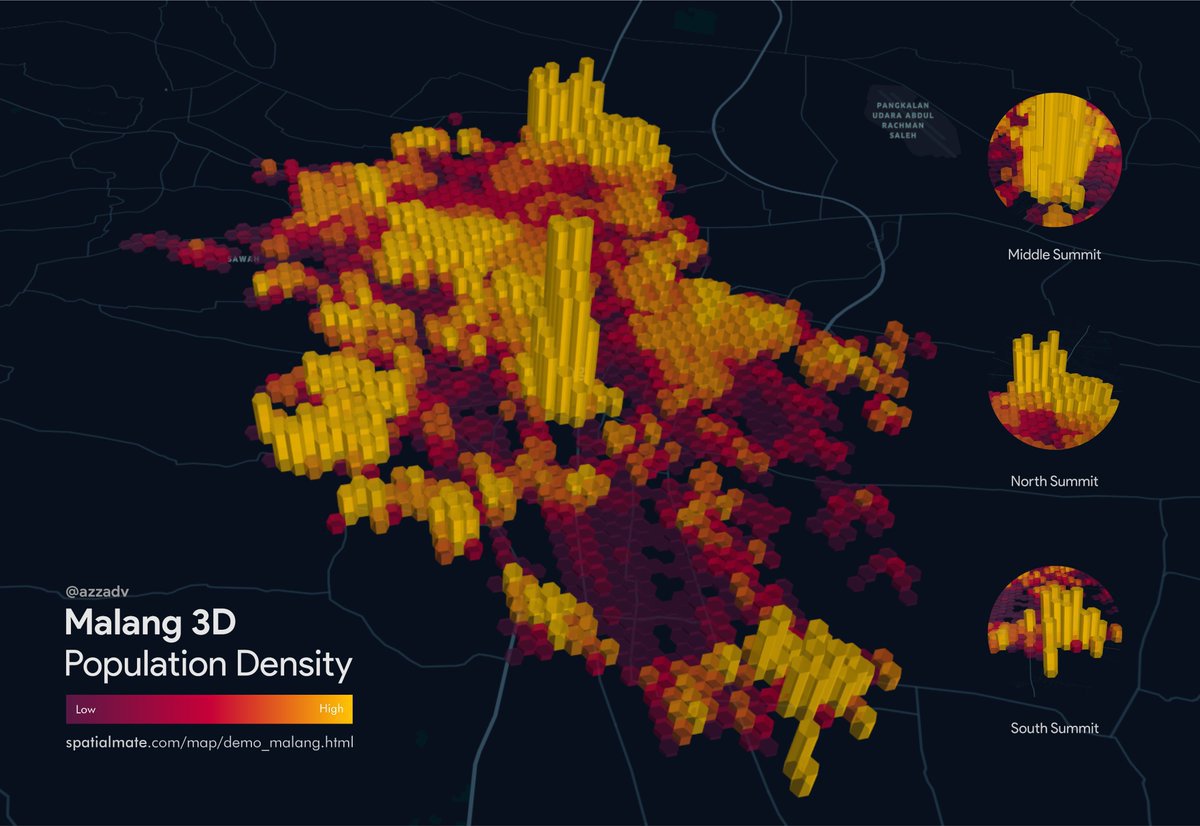 PANGKALAN
UDARA ABDUL
RACHMAN
SALEH
Middle Summit
SAWAH
North Summit
@azzadv
Malang 3D
Population Density
Low
High
spatialmate.com/map/demo_malang.html
South Summit